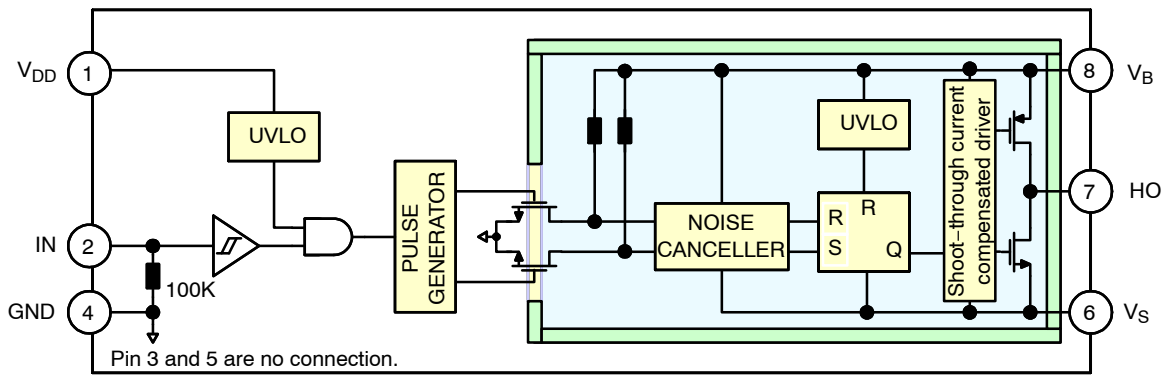 VDD
1
UVLO
IN
2
100K
GND
4
Pin 3 and 5 are no connection.
PULSE
GENERATOR
NOISE
CANCELLER
UVLO
R
R
S
Q
Shoot-through current
compensated driver
8
VB
7
HO
6
VS